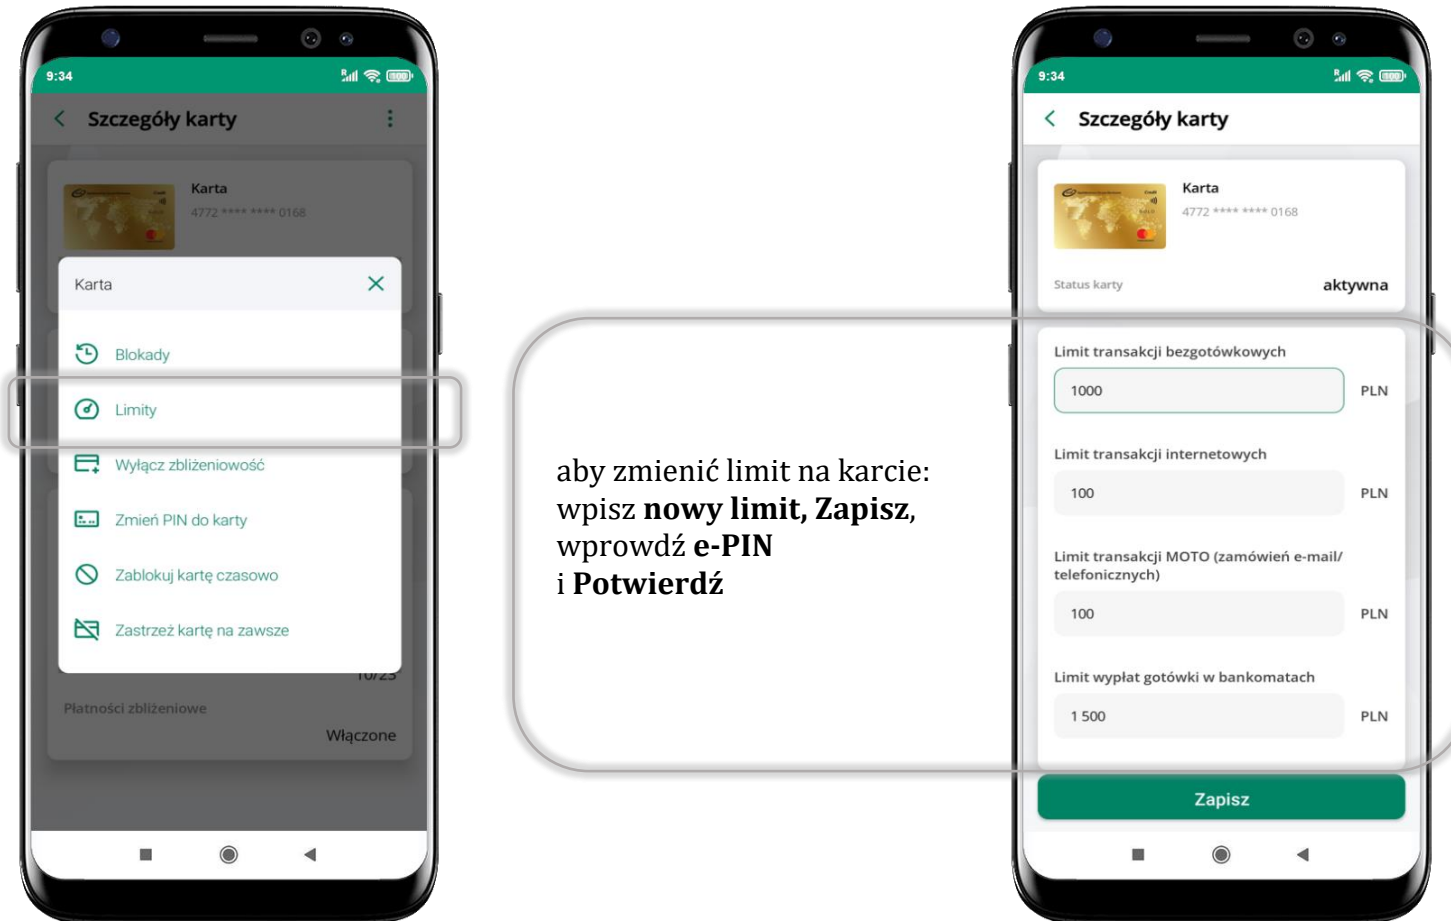 9:34
Szczegóły karty
Karta
4772 **** **** 0168
Karta
Blokady
Limity
Wyłącz zbliżeniowość
Zmień PIN do karty
Zablokuj kartę czasowo
Zastrzeż kartę na zawsze
10/23
Płatności zbliżeniowe
Włączone
aby zmienić limit na karcie:
wpisz nowy limit, Zapisz,
wprowdź e-PIN
i Potwierdź
9:34
Szczegóły karty
Karta
4772 **** **** 0168
Status karty
aktywna
Limit transakcji bezgotówkowych
1000 PLN
Limit transakcji internetowych
100 PLN
Limit transakcji MOTO (zamówień e-mail/
telefonicznych)
100 PLN
Limit wypłat gotówki w bankomatach
1 500 PLN
Zapisz